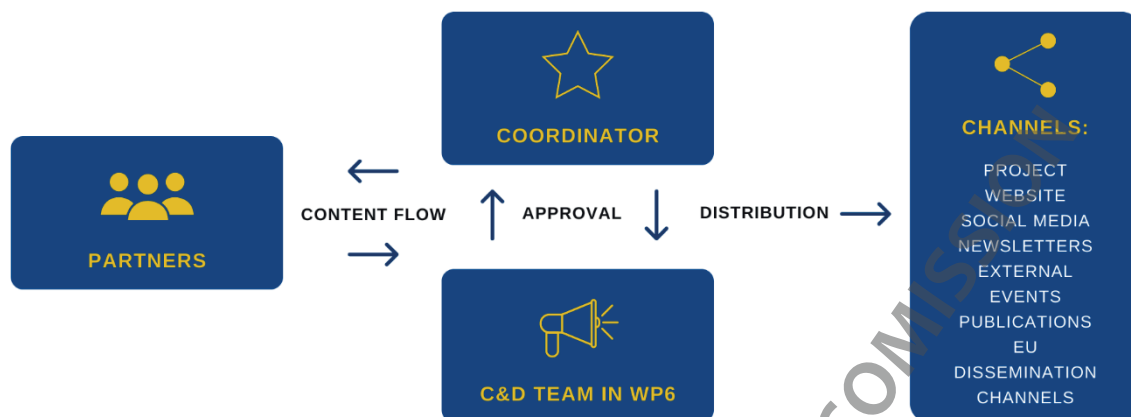 COORDINATOR
PARTNERS
CONTENT FLOW
APPROVAL
DISTRIBUTION
C&D TEAM IN WP6
CHANNELS:
PROJECT
WEBSITE
SOCIAL MEDIA
NEWSLETTERS
EXTERNAL
EVENTS
PUBLICATIONS
EU
DISSEMINATION
CHANNELS
COMISSION